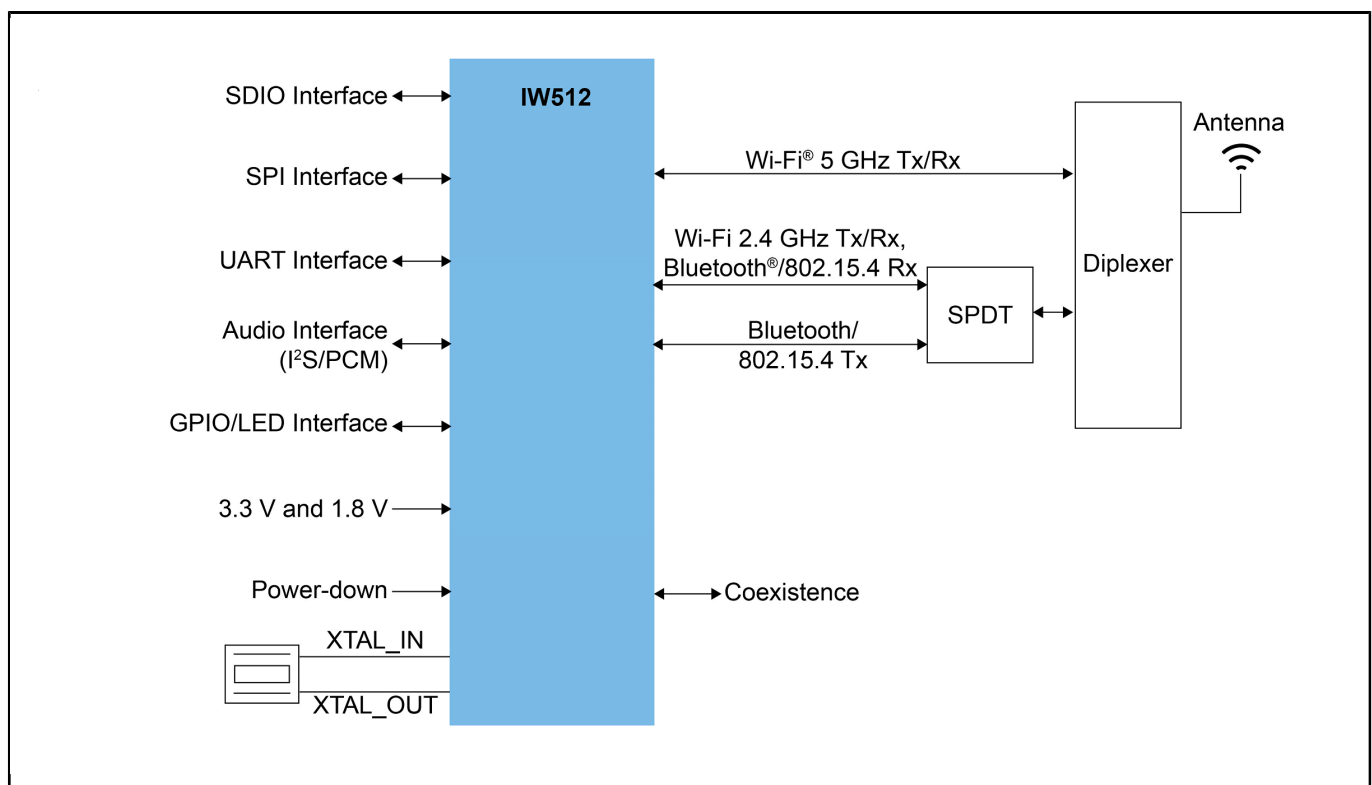 IW512
SDIO Interface
SPI Interface
UART Interface
Audio Interface
(I²S/PCM)
GPIO/LED Interface
3.3 V and 1.8 V
Power-down
XTAL_IN
XTAL_OUT
Wi-Fi® 5 GHz Tx/Rx
Wi-Fi 2.4 GHz Tx/Rx,
Bluetooth®/802.15.4 Rx
Bluetooth/
802.15.4 Tx
Coexistence
SPDT
Diplexer
Antenna